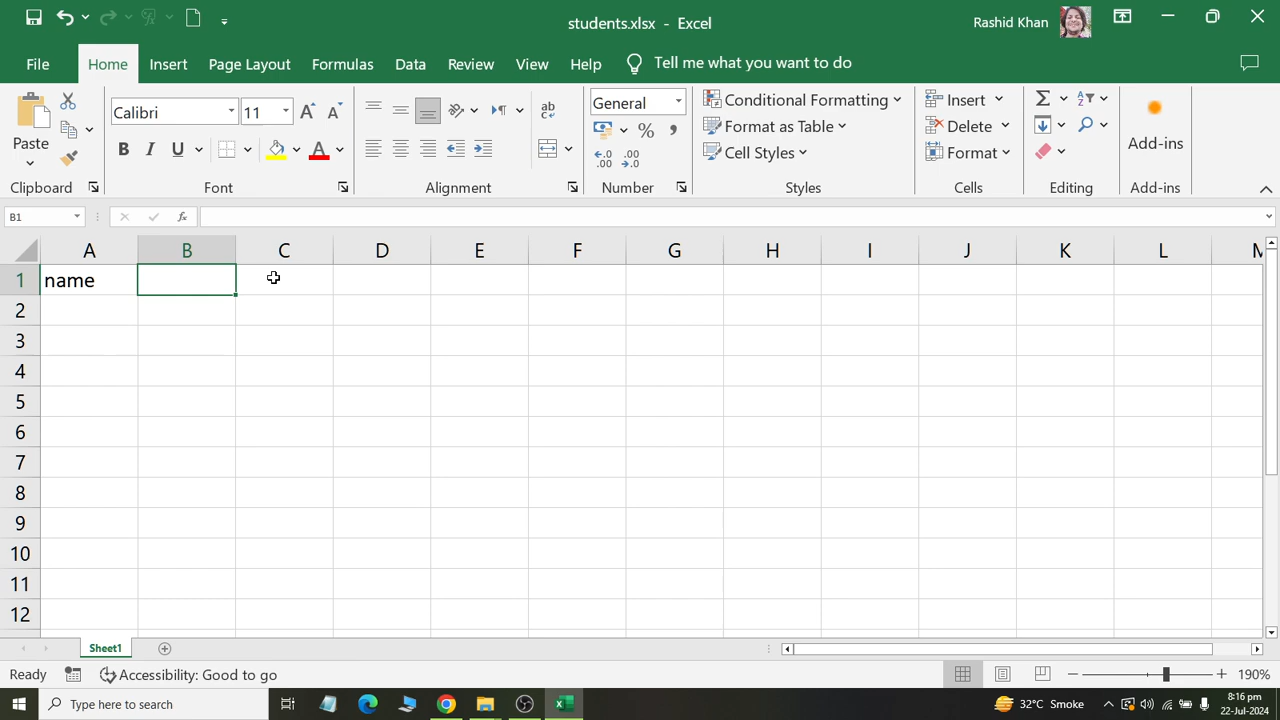 students.xlsx - Excel
Rashid Khan
File Home Insert Page Layout Formulas Data Review View Help Tell me what you want to do
Paste
Calibri 11
B I U A
ab
General
% ,
Conditional Formatting
Format as Table
Cell Styles
Insert
Delete
Format
Add-ins
Clipboard Font Alignment Number Styles Cells Editing Add-ins
B1 fx
A B C D E F G H I J K L M
1 name
2
3
4
5
6
7
8
9
10
11
12
Sheet1
Ready Accessibility: Good to go 190%
Type here to search 32°C Smoke 8:16 pm
22-Jul-2024